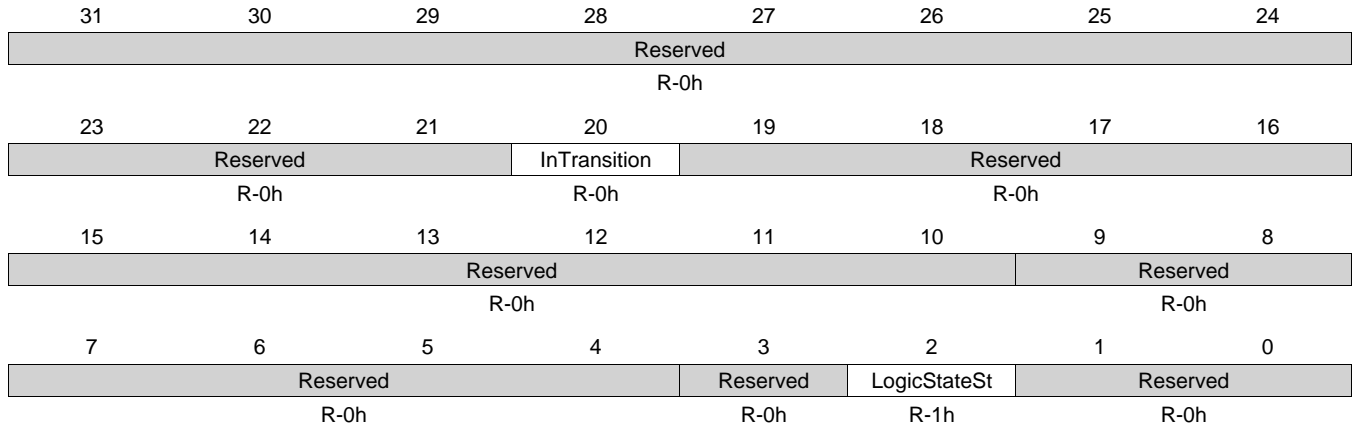 31 30 29 28 27 26 25 24
Reserved
R-0h
23 22 21 20 19 18 17 16
Reserved InTransition Reserved
R-0h R-0h R-0h
15 14 13 12 11 10 9 8
Reserved Reserved
R-0h R-0h
7 6 5 4 3 2 1 0
Reserved Reserved LogicStateSt Reserved
R-0h R-0h R-1h R-0h